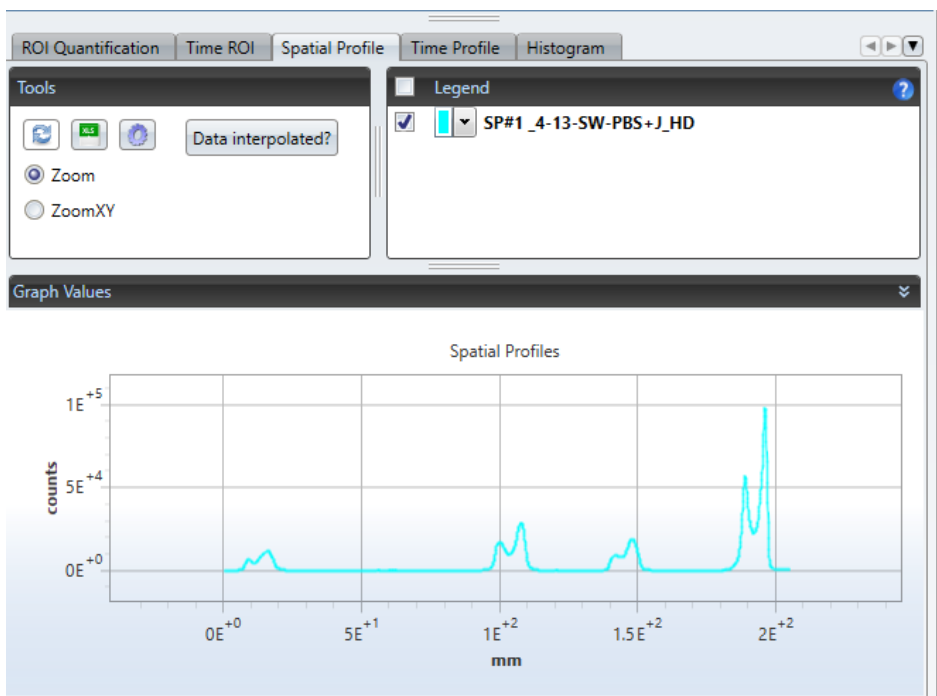 ROI Quantification Time ROI Spatial Profile Time Profile Histogram
Tools
Legend
?
XLS
Data interpolated?
SP#1 _4-13-SW-PBS+J_HD
Zoom
ZoomXY
Graph Values
Spatial Profiles
1E+5
5E+4
0E+0
counts
0E+0 5E+1 1E+2 1.5E+2 2E+2
mm